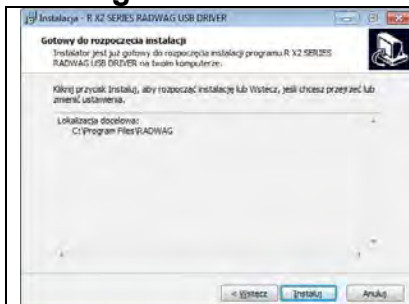 Instalacja - R X2 SERIES RADWAG USB DRIVER
Gotowy do rozpoczęcia instalacji
Instalator jest już gotowy do rozpoczęcia instalacji programu R X2 SERIES
RADWAG USB DRIVER na twoim komputerze.
Kliknij przycisk Instaluj, aby rozpocząć instalację lub Wstecz, jeśli chcesz przejrzeć lub
zmienić ustawienia.
Lokalizacja docelowa:
C:\Program Files\RADWAG
< Wstecz
Instaluj
Anuluj